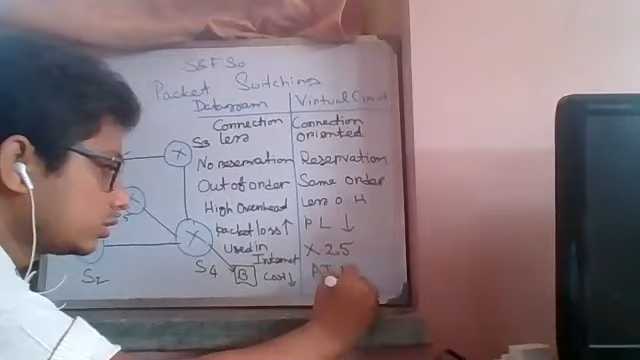 S&F So
Packet Switching
Datagram Virtual Circuit
Connection less Connection oriented
No reservation Reservation
Out of order Same order
High Overhead Less O H
Packet loss ↑ P L ↓
Used in Internet X 25
Cost ↓ AT
S3
S4
B
S2